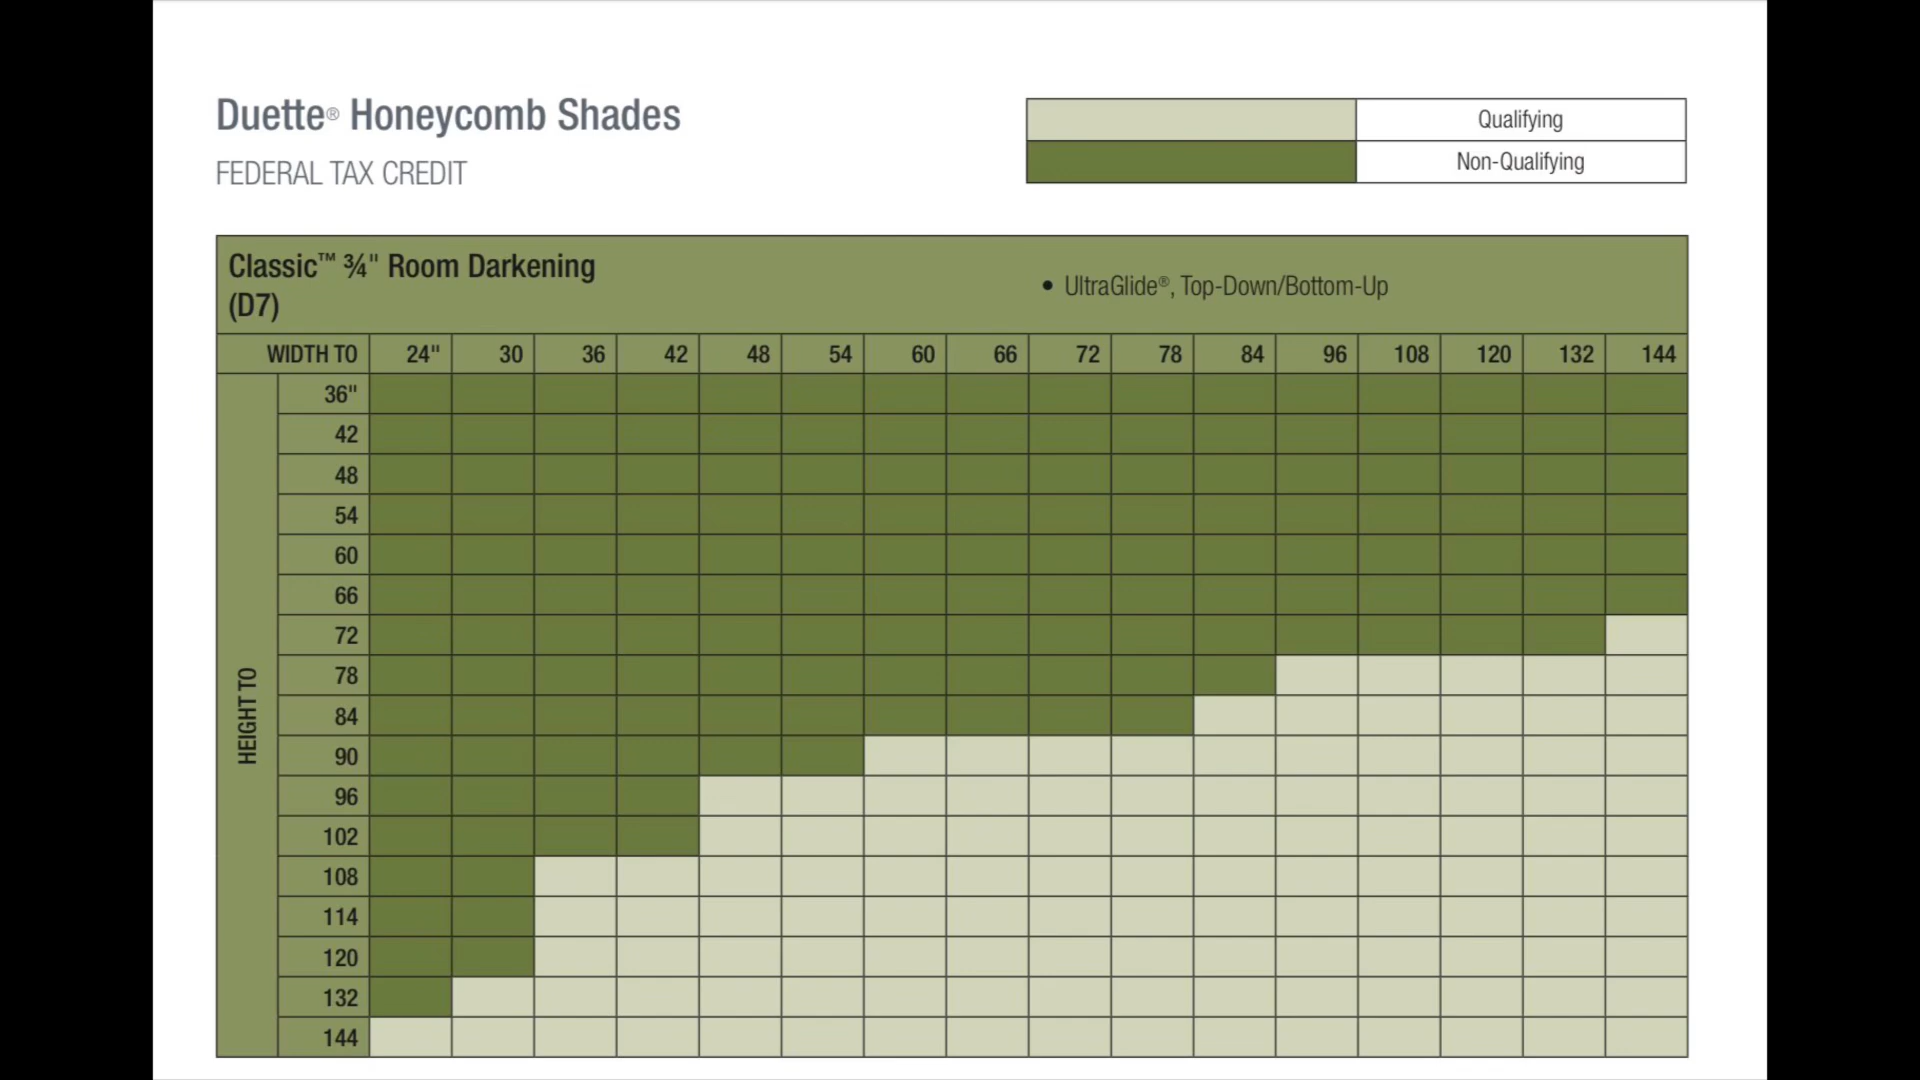 Duette® Honeycomb Shades
FEDERAL TAX CREDIT
Qualifying
Non-Qualifying
Classic™ ¾" Room Darkening
(D7)
• UltraGlide®, Top-Down/Bottom-Up
WIDTH TO 24" 30 36 42 48 54 60 66 72 78 84 96 108 120 132 144
HEIGHT TO
36"
42
48
54
60
66
72
78
84
90
96
102
108
114
120
132
144